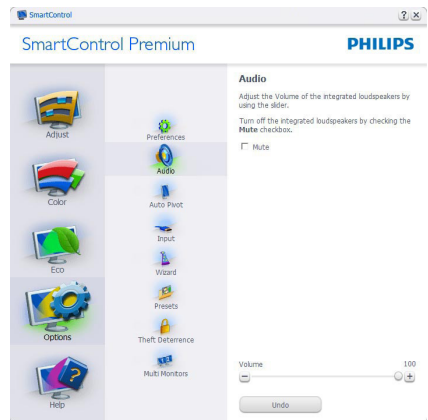 SmartControl
SmartControl Premium
PHILIPS
Adjust
Color
Eco
Options
Help
Preferences
Audio
Auto Pivot
Input
Wizard
Presets
Theft Deterrence
Multi Monitors
Audio
Adjust the Volume of the integrated loudspeakers by
using the slider.
Turn off the integrated loudspeakers by checking the
Mute checkbox.
Mute
Volume 100
Undo